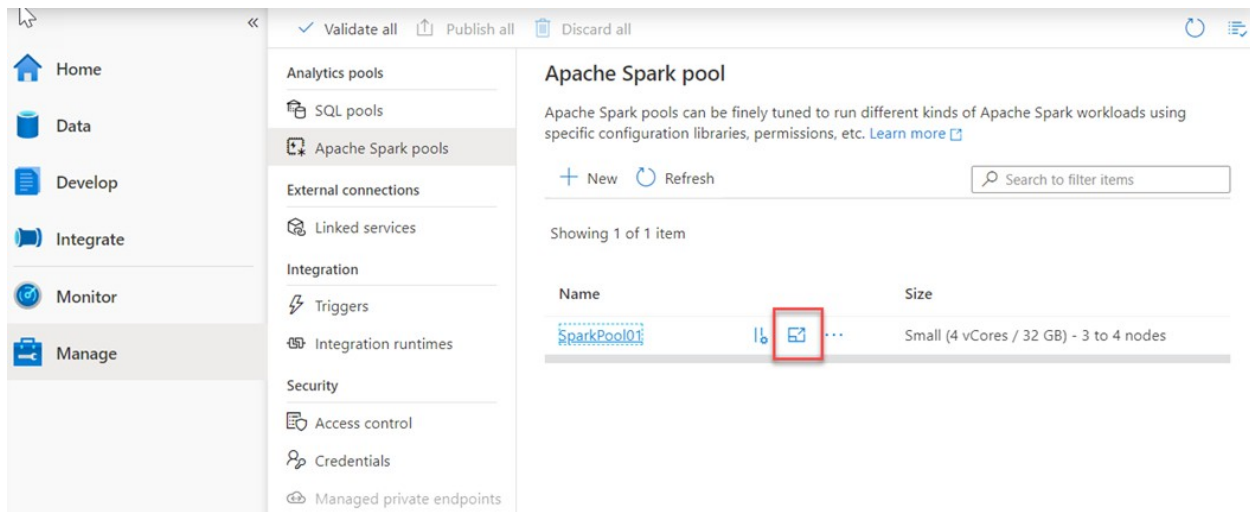 Validate all
Publish all
Discard all
Home
Data
Develop
Integrate
Monitor
Manage
Analytics pools
SQL pools
Apache Spark pools
External connections
Linked services
Integration
Triggers
Integration runtimes
Security
Access control
Credentials
Managed private endpoints
Apache Spark pool
Apache Spark pools can be finely tuned to run different kinds of Apache Spark workloads using
specific configuration libraries, permissions, etc. Learn more
New
Refresh
Search to filter items
Showing 1 of 1 item
Name
Size
SparkPool01
Small (4 vCores / 32 GB) - 3 to 4 nodes